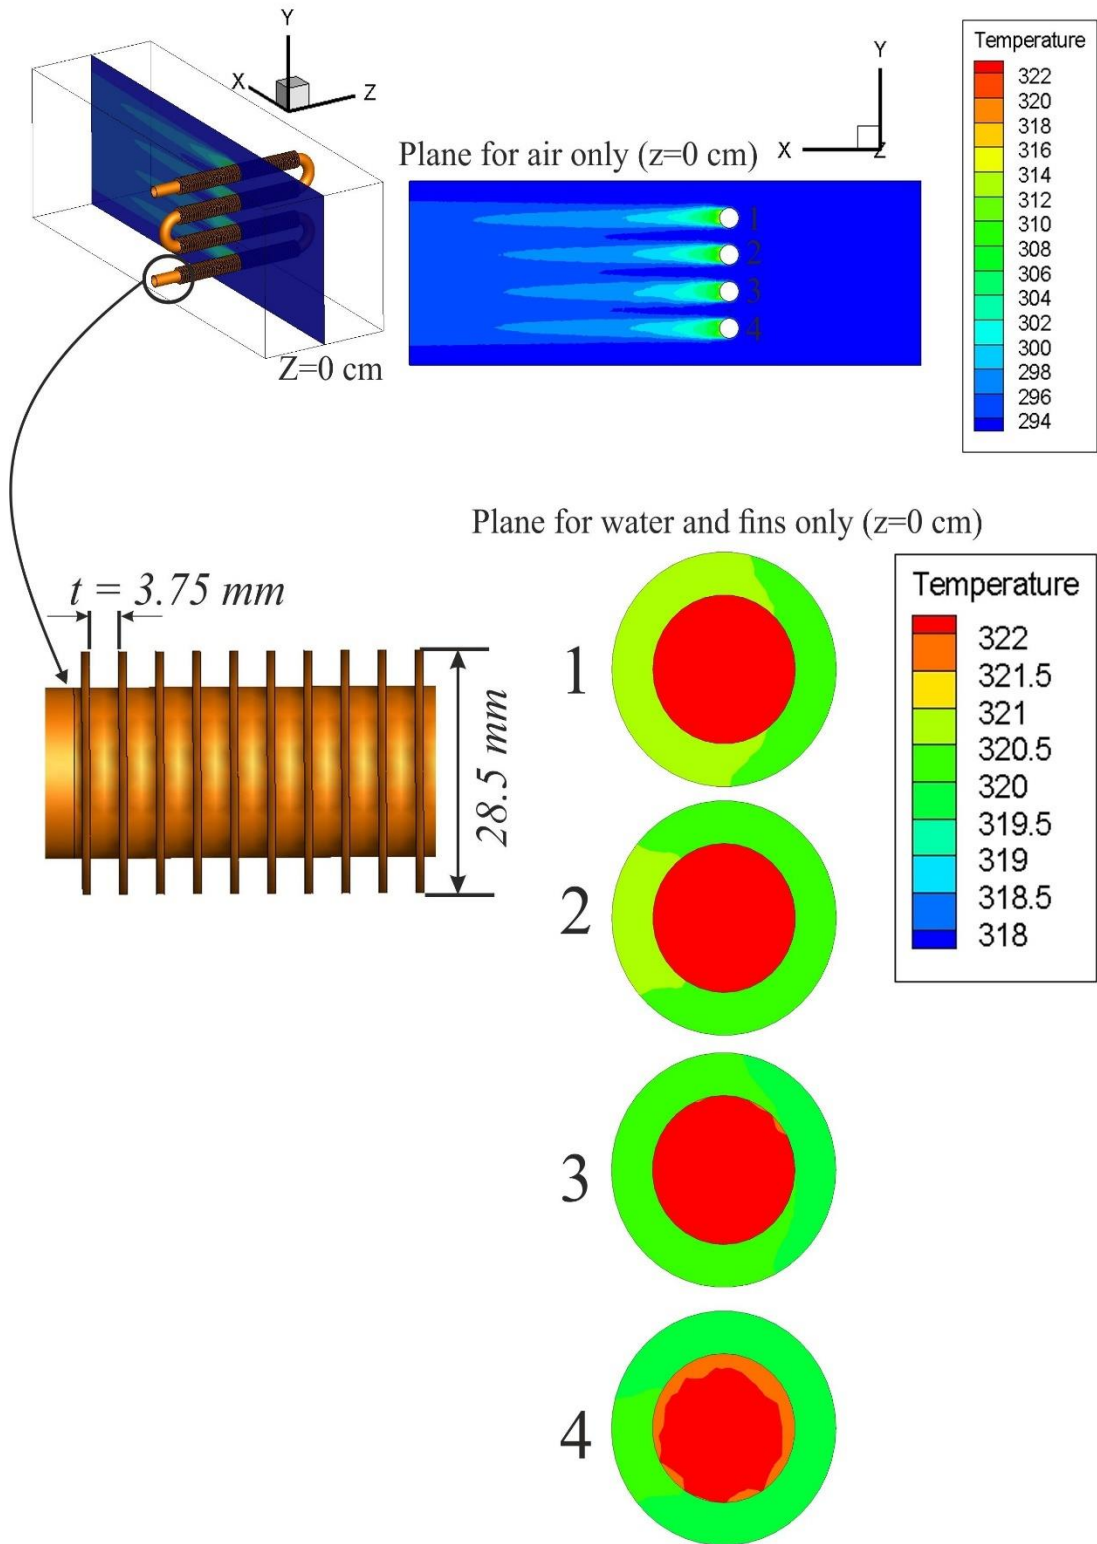 Y
X
Z
Z=0 cm
Plane for air only (z=0 cm)
Y
X
Z
1
2
3
4
Temperature
322
320
318
316
314
312
310
308
306
304
302
300
298
296
294
Plane for water and fins only (z=0 cm)
t = 3.75 mm
28.5 mm
1
2
3
4
Temperature
322
321.5
321
320.5
320
319.5
319
318.5
318